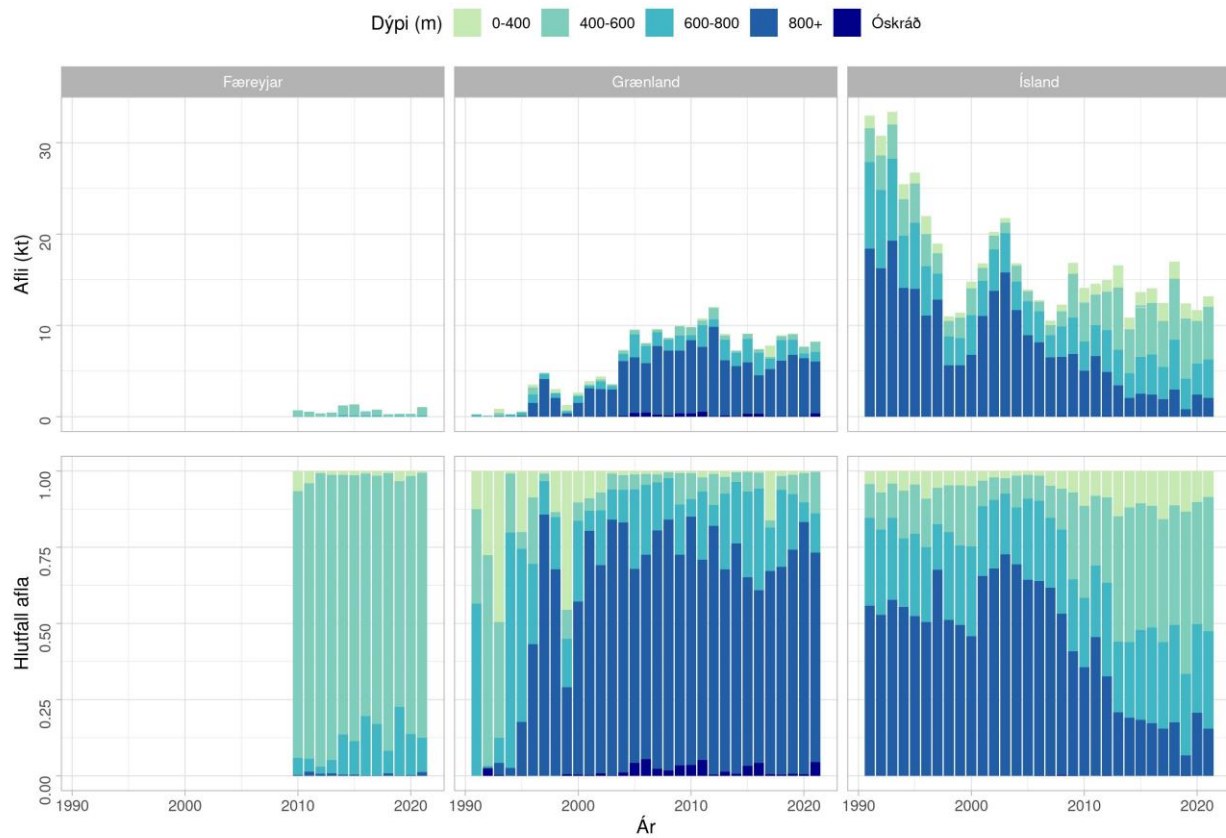 Dýpi (m) 0-400 400-600 600-800 800+ Óskráð
Færeyjar Grænland Ísland
Afli (kt)
30
20
10
0
Hlutfall afla
1.00
0.75
0.50
0.25
0.00
1990 2000 2010 2020 1990 2000 2010 2020 1990 2000 2010 2020
Ár